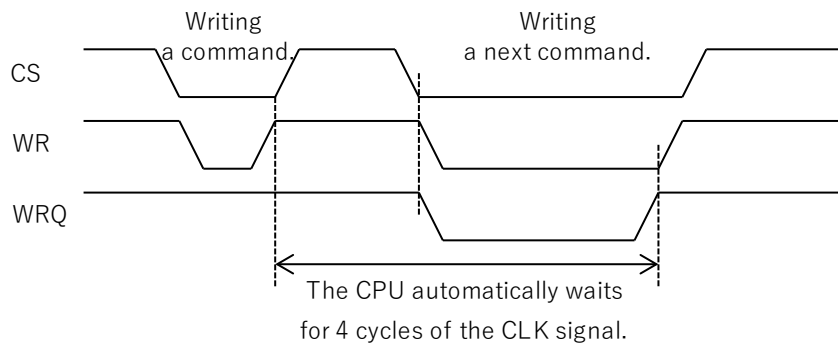 Writing
a command.
Writing
a next command.
CS
WR
WRQ
The CPU automatically waits
for 4 cycles of the CLK signal.